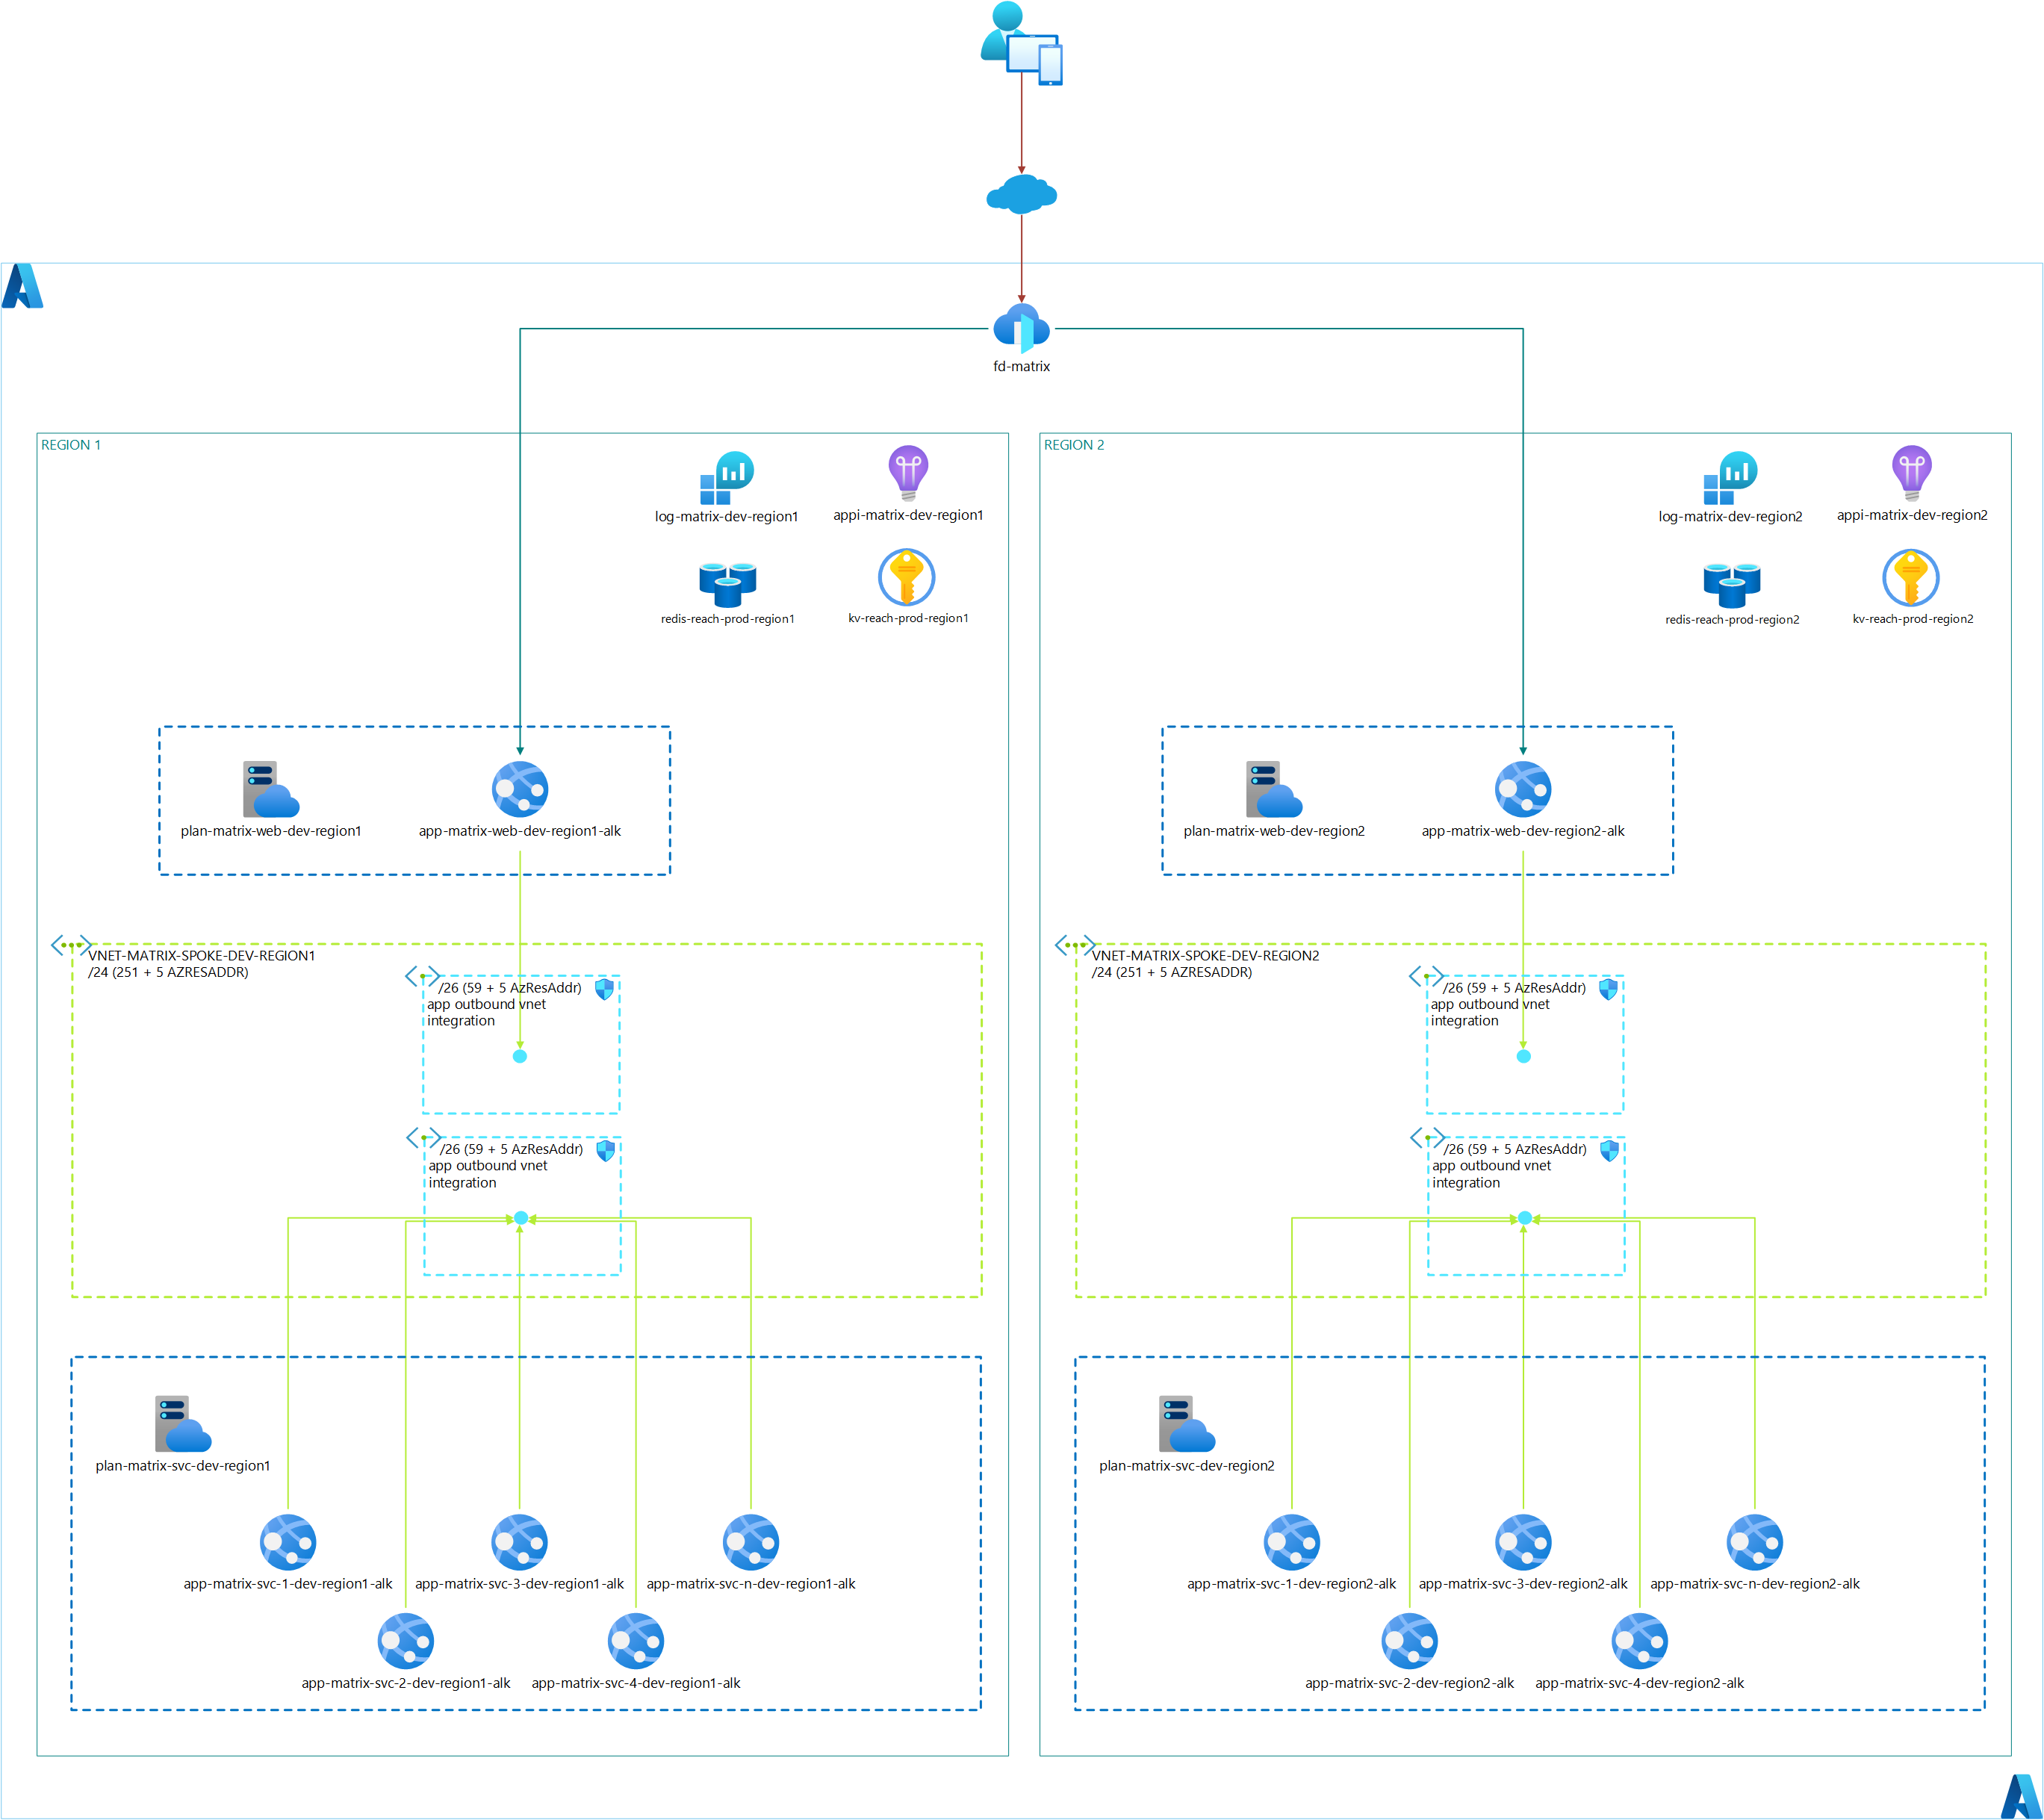 fd-matrix
REGION 1
log-matrix-dev-region1
appi-matrix-dev-region1
redis-reach-prod-region1
kv-reach-prod-region1
plan-matrix-web-dev-region1
app-matrix-web-dev-region1-alk
VNET-MATRIX-SPOKE-DEV-REGION1
/24 (251 + 5 AZRESADDR)
/26 (59 + 5 AzResAddr)
app outbound vnet
integration
/26 (59 + 5 AzResAddr)
app outbound vnet
integration
plan-matrix-svc-dev-region1
app-matrix-svc-1-dev-region1-alk
app-matrix-svc-3-dev-region1-alk
app-matrix-svc-n-dev-region1-alk
app-matrix-svc-2-dev-region1-alk
app-matrix-svc-4-dev-region1-alk
REGION 2
log-matrix-dev-region2
appi-matrix-dev-region2
redis-reach-prod-region2
kv-reach-prod-region2
plan-matrix-web-dev-region2
app-matrix-web-dev-region2-alk
VNET-MATRIX-SPOKE-DEV-REGION2
/24 (251 + 5 AZRESADDR)
/26 (59 + 5 AzResAddr)
app outbound vnet
integration
/26 (59 + 5 AzResAddr)
app outbound vnet
integration
plan-matrix-svc-dev-region2
app-matrix-svc-1-dev-region2-alk
app-matrix-svc-3-dev-region2-alk
app-matrix-svc-n-dev-region2-alk
app-matrix-svc-2-dev-region2-alk
app-matrix-svc-4-dev-region2-alk